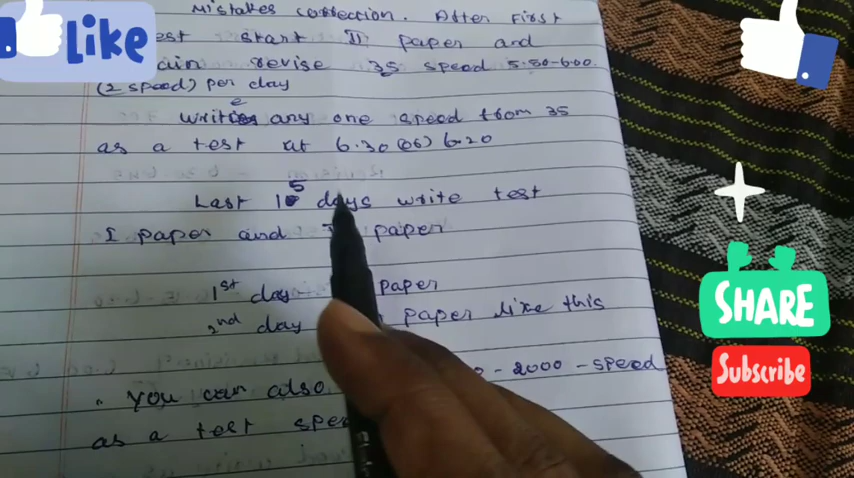 Mistakes correction. After First
test start II paper and
again revise 35 speed 5.50-6.00.
(2 speed) per day
write any one speed from 35
as a test at 6.30 (or) 6.20
Last 15 days write test
I paper and paper
1st day paper
2nd day paper like this
. You can also - 2000 - speed
as a test
Like
SHARE
Subscribe